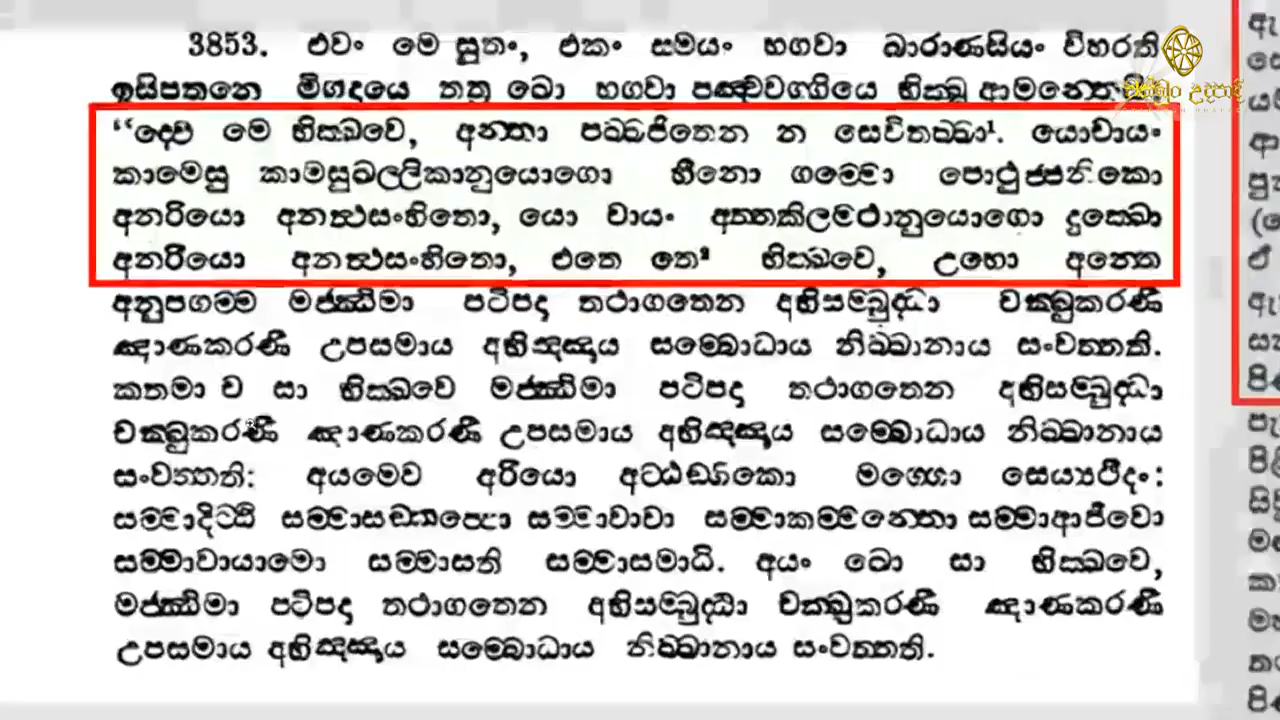 3853. එවං මෙ සුතං, එකං සමයං භගවා බාරාණසියං විහරති
ඉසිපතනෙ මිගදායෙ තත්‍ර ඛො භගවා පඤ්චවග්ගියෙ භික්ඛූ ආමන්තෙසි
“ද්වෙ මෙ භික්ඛවෙ, අන්තා පබ්බජිතෙන න සෙවිතබ්බා¹. යොචායං
කාමෙසු කාමසුඛල්ලිකානුයොගො හීනො ගම්මො පොථුජ්ජනිකො
අනරියො අනත්ථසංහිතො, යො චායං අත්තකිලමථානුයොගො දුක්ඛො
අනරියො අනත්ථසංහිතො, එතෙ තෙ² භික්ඛවෙ, උභො අන්තෙ
අනුපගම්ම මජ්ඣිමා පටිපදා තථාගතෙන අභිසම්බුද්ධා චක්ඛුකරණී
ඤාණකරණී උපසමාය අභිඤ්ඤාය සම්බොධාය නිබ්බානාය සංවත්තති.
කතමා ච සා භික්ඛවෙ මජ්ඣිමා පටිපදා තථාගතෙන අභිසම්බුද්ධා
චක්ඛුකරණී ඤාණකරණී උපසමාය අභිඤ්ඤාය සම්බොධාය නිබ්බානාය
සංවත්තති: අයමෙව අරියො අට්ඨඞ්ගිකො මග්ගො සෙය්‍යථීදං:
සම්මාදිට්ඨි සම්මාසඞ්කප්පො සම්මාවාචා සම්මාකම්මන්තො සම්මාආජීවො
සම්මාවායාමො සම්මාසති සම්මාසමාධි. අයං ඛො සා භික්ඛවෙ,
මජ්ඣිමා පටිපදා තථාගතෙන අභිසම්බුද්ධා චක්ඛුකරණී ඤාණකරණී
උපසමාය අභිඤ්ඤාය සම්බොධාය නිබ්බානාය සංවත්තති.